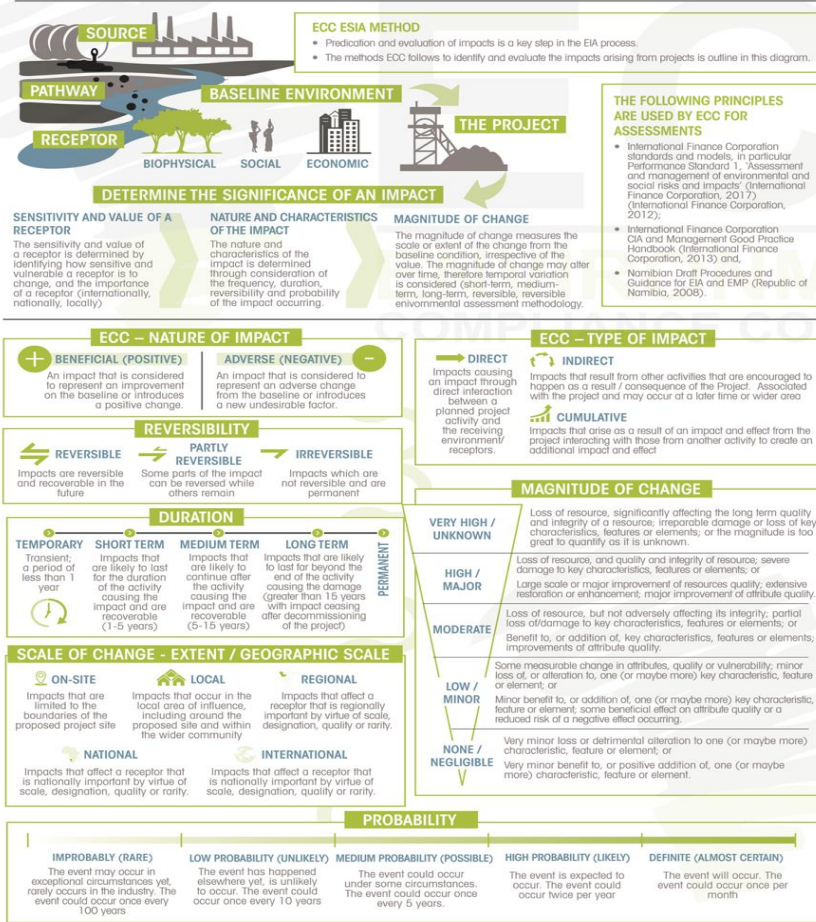 SOURCE
PATHWAY
RECEPTOR
ECC ESIA METHOD
• Predication and evaluation of impacts is a key step in the EIA process.
• The methods ECC follows to identify and evaluate the impacts arising from projects is outline in this diagram.
BASELINE ENVIRONMENT
BIOPHYSICAL
SOCIAL
ECONOMIC
THE PROJECT
THE FOLLOWING PRINCIPLES
ARE USED BY ECC FOR
ASSESSMENTS
• International Finance Corporation
standards and models, in particular
Performance Standard 1, 'Assessment
and management of environmental and
social risks and impacts' (International
Finance Corporation, 2017)
(International Finance Corporation,
2012);
• International Finance Corporation
CIA and Management Good Practice
Handbook (International Finance
Corporation, 2013) and,
• Namibian Draft Procedures and
Guidance for EIA and EMP (Republic of
Namibia, 2008).
DETERMINE THE SIGNIFICANCE OF AN IMPACT
SENSITIVITY AND VALUE OF A
RECEPTOR
The sensitivity and value of
a receptor is determined by
identifying how sensitive and
vulnerable a receptor is to
change, and the importance
of a receptor (internationally,
nationally, locally)
NATURE AND CHARACTERISTICS
OF THE IMPACT
The nature and
characteristics of the
impact is determined
through consideration of
the frequency, duration,
reversibility and probability
of the impact occurring.
MAGNITUDE OF CHANGE
The magnitude of change measures the
scale or extent of the change from the
baseline condition, irrespective of the
value. The magnitude of change may alter
over time, therefore temporal variation
is considered (short-term, medium-
term, long-term, reversible, reversible
enivornmental assessment methodology.
COMPLIANCE CO
ECC – NATURE OF IMPACT
+ BENEFICIAL (POSITIVE)
An impact that is considered
to represent an improvement
on the baseline or introduces
a positive change.
ADVERSE (NEGATIVE) -
An impact that is considered to
represent an adverse change
from the baseline or introduces
a new undesirable factor.
ECC – TYPE OF IMPACT
DIRECT
Impacts causing
an impact through
direct interaction
between a
planned project
activity and
the receiving
environment/
receptors.
INDIRECT
Impacts that result from other activities that are encouraged to
happen as a result / consequence of the Project. Associated
with the project and may occur at a later time or wider area
CUMULATIVE
Impacts that arise as a result of an impact and effect from the
project interacting with those from another activity to create an
additional impact and effect
REVERSIBILITY
REVERSIBLE
Impacts are reversible
and recoverable in the
future
PARTLY
REVERSIBLE
Some parts of the impact
can be reversed while
others remain
IRREVERSIBLE
Impacts which are
not reversible and are
permanent
DURATION
TEMPORARY
Transient;
a period of
less than 1
year
SHORT TERM
Impacts that
are likely to last
for the duration
of the activity
causing the
impact and are
recoverable
(1-5 years)
MEDIUM TERM
Impacts that
are likely to
continue after
the activity
causing the
impact and are
recoverable
(5-15 years)
LONG TERM
Impacts that are likely
to last far beyond the
end of the activity
causing the damage
(greater than 15 years
with impact ceasing
after decommissioning
of the project)
PERMANENT
MAGNITUDE OF CHANGE
VERY HIGH /
UNKNOWN
Loss of resource, significantly affecting the long term quality
and integrity of a resource; irreparable damage or loss of key
characteristics, features or elements; or the magnitude is too
great to quantify as it is unknown.
HIGH /
MAJOR
Loss of resource, and quality and integrity of resource; severe
damage to key characteristics, features or elements; or
Large scale or major improvement of resources quality; extensive
restoration or enhancement; major improvement of attribute quality.
MODERATE
Loss of resource, but not adversely affecting its integrity; partial
loss of/damage to key characteristics, features or elements; or
Benefit to, or addition of, key characteristics, features or elements;
improvements of attribute quality.
LOW /
MINOR
Some measurable change in attributes, quality or vulnerability; minor
loss of, or alteration to, one (or maybe more) key characteristic, feature
or element; or
Minor benefit to, or addition of, one (or maybe more) key characteristic,
feature or element; some beneficial effect on attribute quality or a
reduced risk of a negative effect occurring.
NONE /
NEGLIGIBLE
Very minor loss or detrimental alteration to one (or maybe more)
characteristic, feature or element; or
Very minor benefit to, or positive addition of, one (or maybe
more) characteristic, feature or element.
SCALE OF CHANGE - EXTENT / GEOGRAPHIC SCALE
ON-SITE
Impacts that are
limited to the
boundaries of the
proposed project site
LOCAL
Impacts that occur in the
local area of influence,
including around the
proposed site and within
the wider community
REGIONAL
Impacts that affect a
receptor that is regionally
important by virtue of scale,
designation, quality or rarity.
NATIONAL
Impacts that affect a receptor that
is nationally important by virtue of
scale, designation, quality or rarity.
INTERNATIONAL
Impacts that affect a receptor that
is nationally important by virtue of
scale, designation, quality or rarity.
PROBABILITY
IMPROBABLY (RARE)
The event may occur in
exceptional circumstances yet,
rarely occurs in the industry. The
event could occur once every
100 years
LOW PROBABILITY (UNLIKELY)
The event has happened
elsewhere yet, is unlikely
to occur. The event could
occur once every 10 years
MEDIUM PROBABILITY (POSSIBLE)
The event could occur
under some circumstances.
The event could occur once
every 5 years.
HIGH PROBABILITY (LIKELY)
The event is expected to
occur. The event could
occur twice per year
DEFINITE (ALMOST CERTAIN)
The event will occur. The
event could occur once per
month